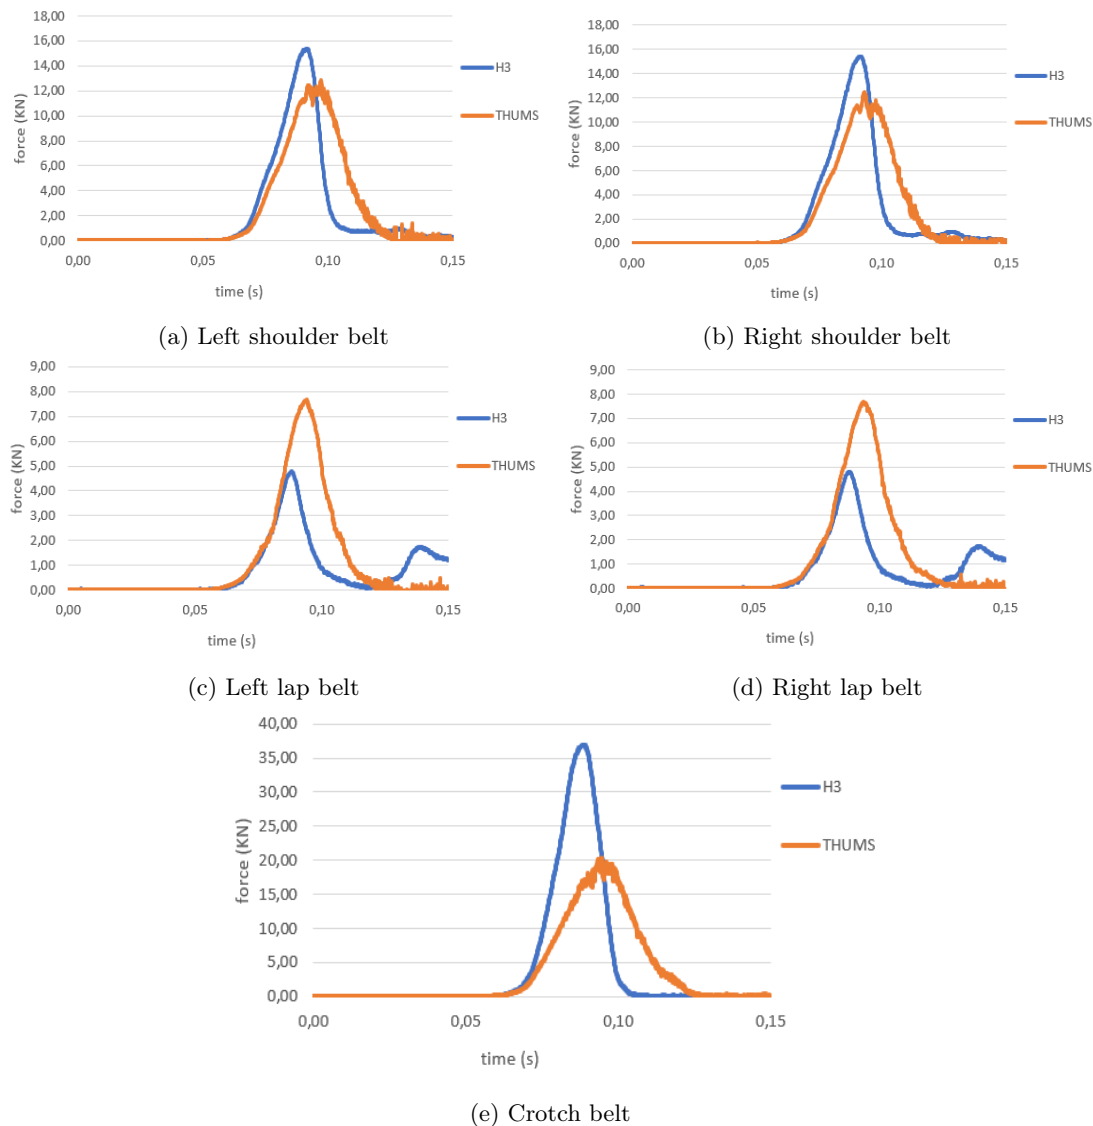 18,00
16,00
14,00
12,00
10,00
8,00
6,00
4,00
2,00
0,00
force (KN)
0,00 0,05 0,10 0,15
time (s)
H3
THUMS
(a) Left shoulder belt
18,00
16,00
14,00
12,00
10,00
8,00
6,00
4,00
2,00
0,00
force (KN)
0,00 0,05 0,10 0,15
time (s)
H3
THUMS
(b) Right shoulder belt
9,00
8,00
7,00
6,00
5,00
4,00
3,00
2,00
1,00
0,00
force (KN)
0,00 0,05 0,10 0,15
time (s)
H3
THUMS
(c) Left lap belt
9,00
8,00
7,00
6,00
5,00
4,00
3,00
2,00
1,00
0,00
force (KN)
0,00 0,05 0,10 0,15
time (s)
H3
THUMS
(d) Right lap belt
40,00
35,00
30,00
25,00
20,00
15,00
10,00
5,00
0,00
force (KN)
0,00 0,05 0,10 0,15
time (s)
H3
THUMS
(e) Crotch belt